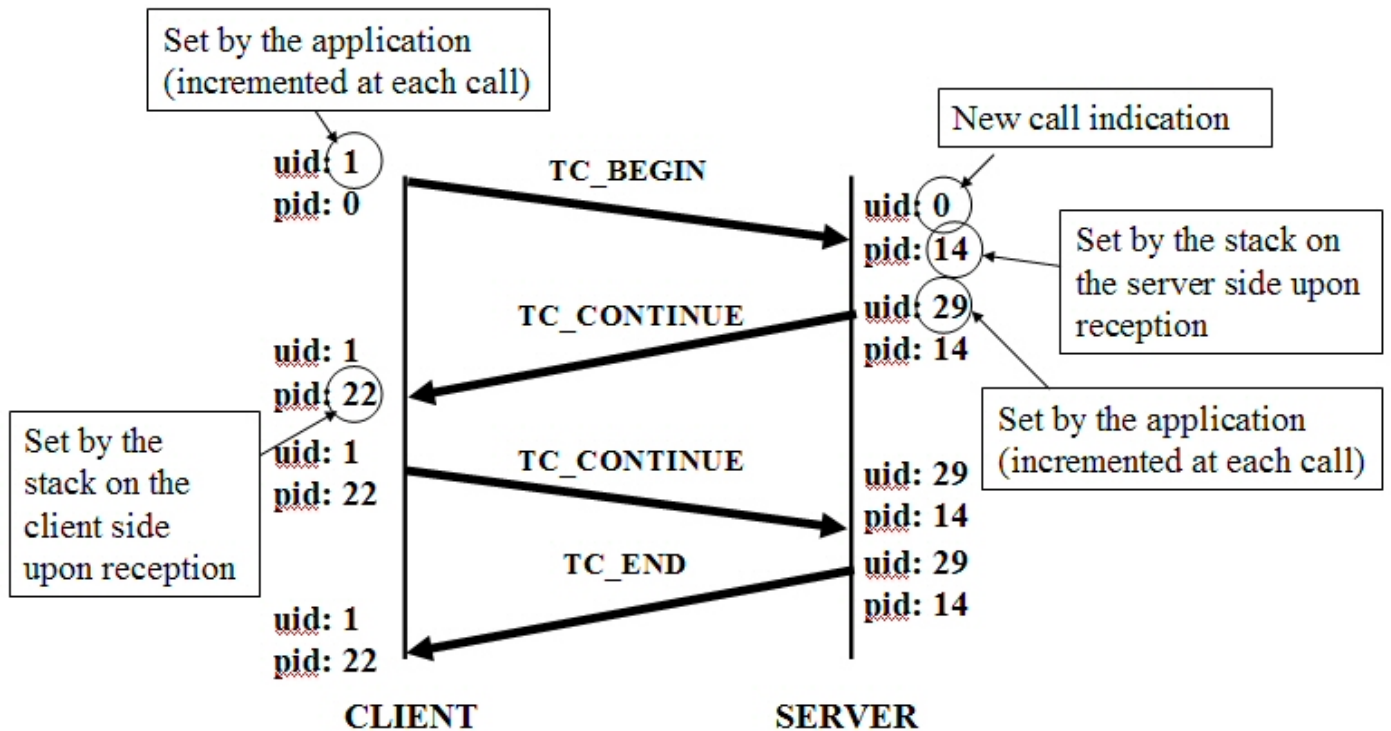 Set by the application
(incremented at each call)
New call indication
uid: 1
pid: 0
TC_BEGIN
uid: 0
pid: 14
Set by the stack on
the server side upon
reception
TC_CONTINUE
uid: 29
pid: 14
uid: 1
pid: 22
Set by the application
(incremented at each call)
Set by the
stack on the
client side
upon reception
uid: 1
pid: 22
TC_CONTINUE
uid: 29
pid: 14
TC_END
uid: 29
pid: 14
uid: 1
pid: 22
CLIENT
SERVER